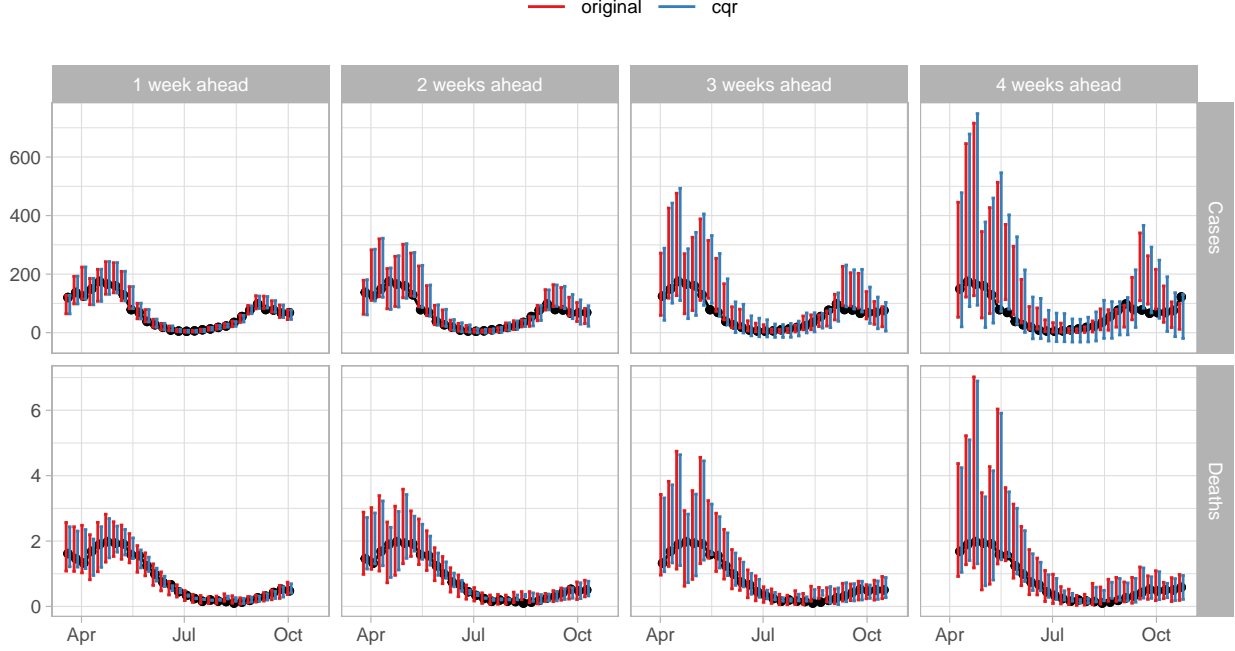 original cqr
1 week ahead 2 weeks ahead 3 weeks ahead 4 weeks ahead
600
400
200
0
Cases
6
4
2
0
Deaths
Apr Jul Oct Apr Jul Oct Apr Jul Oct Apr Jul Oct